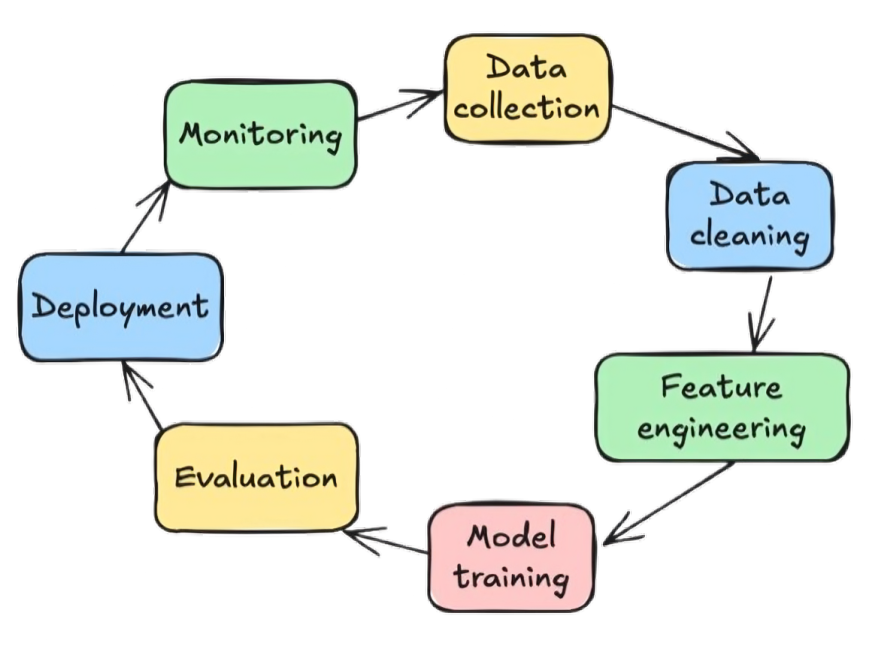 Data
collection
Monitoring
Data
cleaning
Deployment
Feature
engineering
Evaluation
Model
training